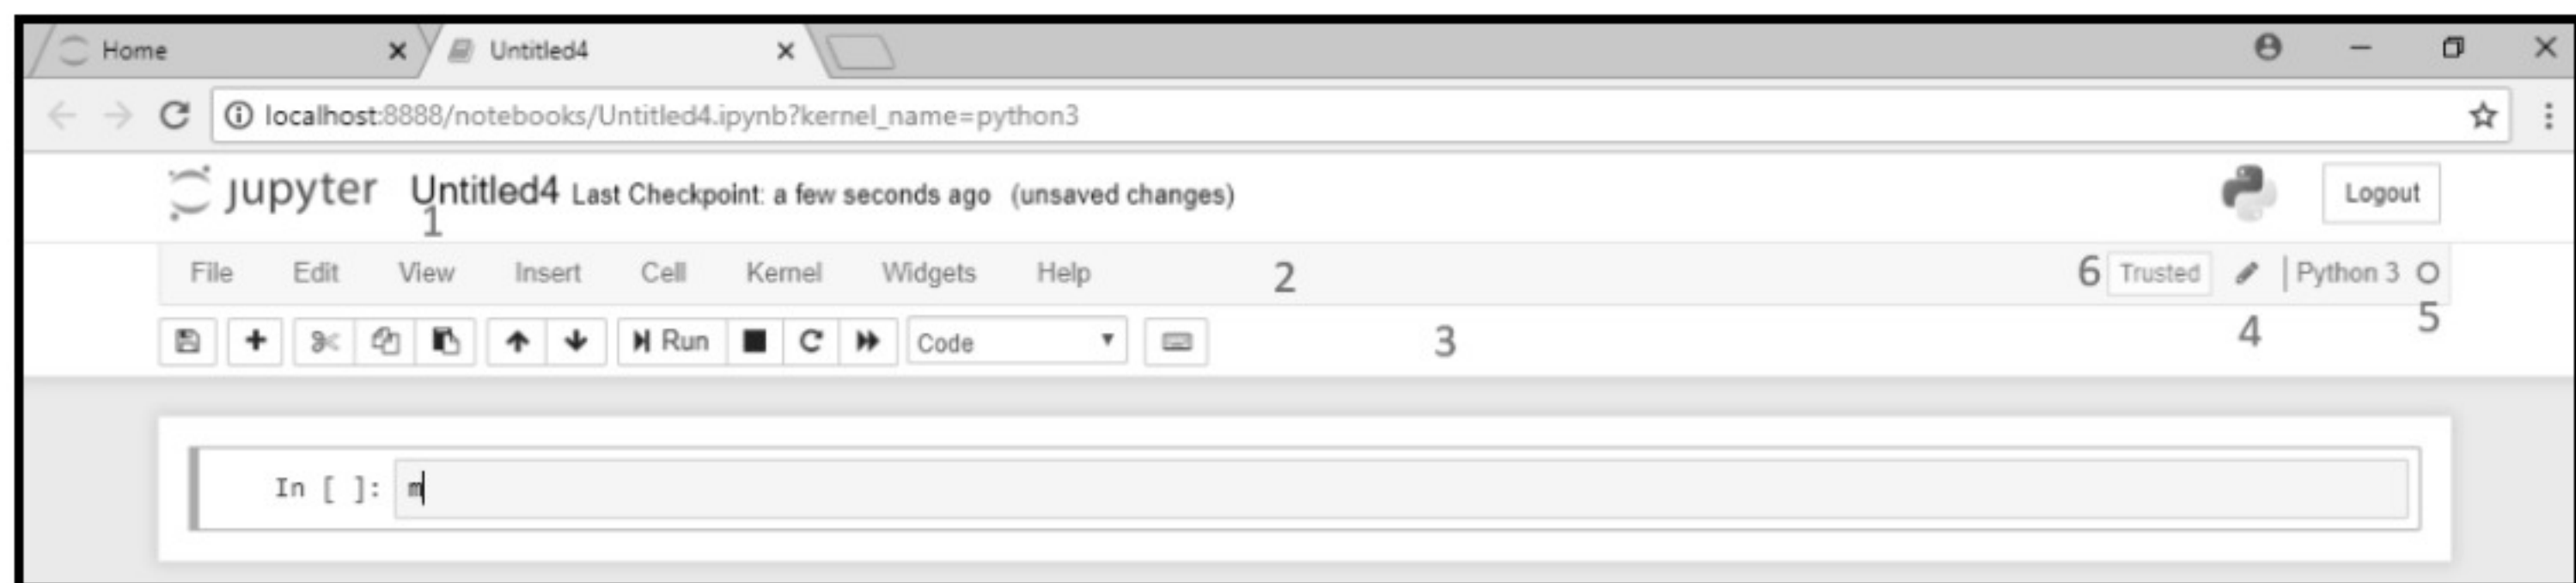 Home Untitled4
localhost:8888/notebooks/Untitled4.ipynb?kernel_name=python3
jupyter Untitled4 Last Checkpoint: a few seconds ago (unsaved changes) Logout
1
File Edit View Insert Cell Kernel Widgets Help 2 6 Trusted | Python 3
Run Code 3 4 5
In [ ]: m